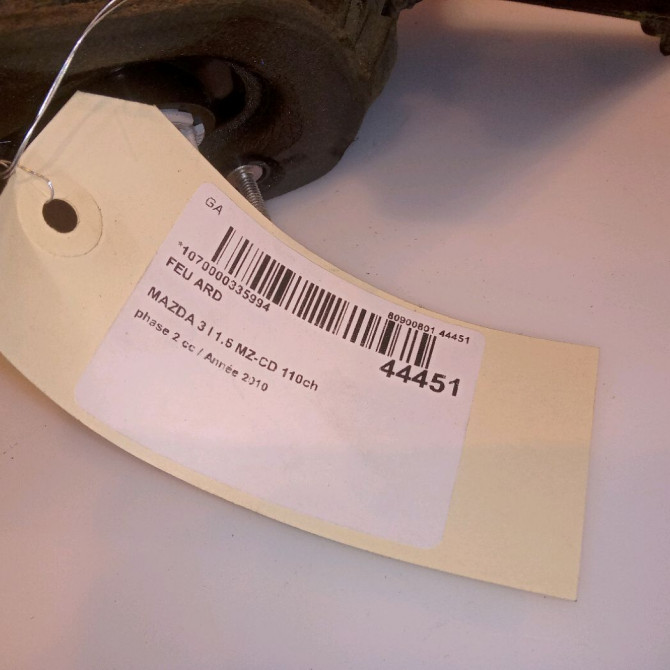 GA
*1070000335994
80900801 44451
FEU ARD
44451
MAZDA 3 I 1.6 MZ-CD 110ch
phase 2 cc / Année 2010